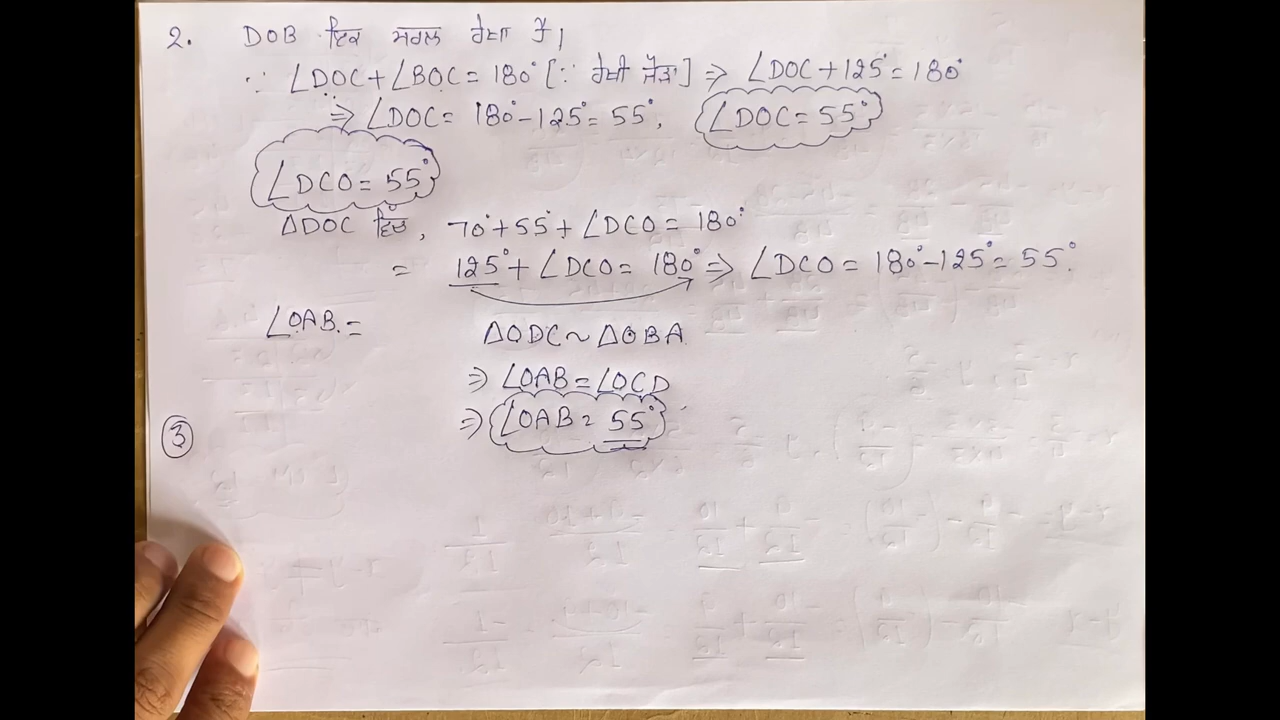 2. DOB ਇਕ ਸਰਲ ਰੇਖਾ ਹੈ।
∵ ∠DOC + ∠BOC = 180° [∵ ਰੇਖੀ ਜੋੜਾ] ⇒ ∠DOC + 125° = 180°
⇒ ∠DOC = 180° - 125° = 55°, ∠DOC = 55°
∠DCO = 55°
ΔDOC ਵਿੱਚ, 70° + 55° + ∠DCO = 180°
= 125° + ∠DCO = 180° ⇒ ∠DCO = 180° - 125° = 55°.
∠OAB = ΔODC ~ ΔOBA
⇒ ∠OAB = ∠OCD
⇒ ∠OAB = 55°
3